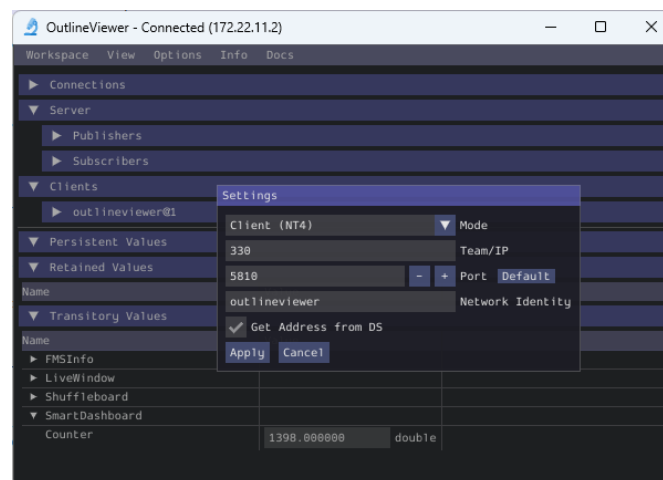 OutlineViewer - Connected (172.22.11.2)
Workspace View Options Info Docs
Connections
Server
Publishers
Subscribers
Clients
outlineviewer@1
Persistent Values
Retained Values
Name
Transitory Values
Name
FMSInfo
LiveWindow
Shuffleboard
SmartDashboard
Counter 1398.000000 double
Settings
Client (NT4) Mode
330 Team/IP
5810 - + Port Default
outlineviewer Network Identity
Get Address from DS
Apply Cancel